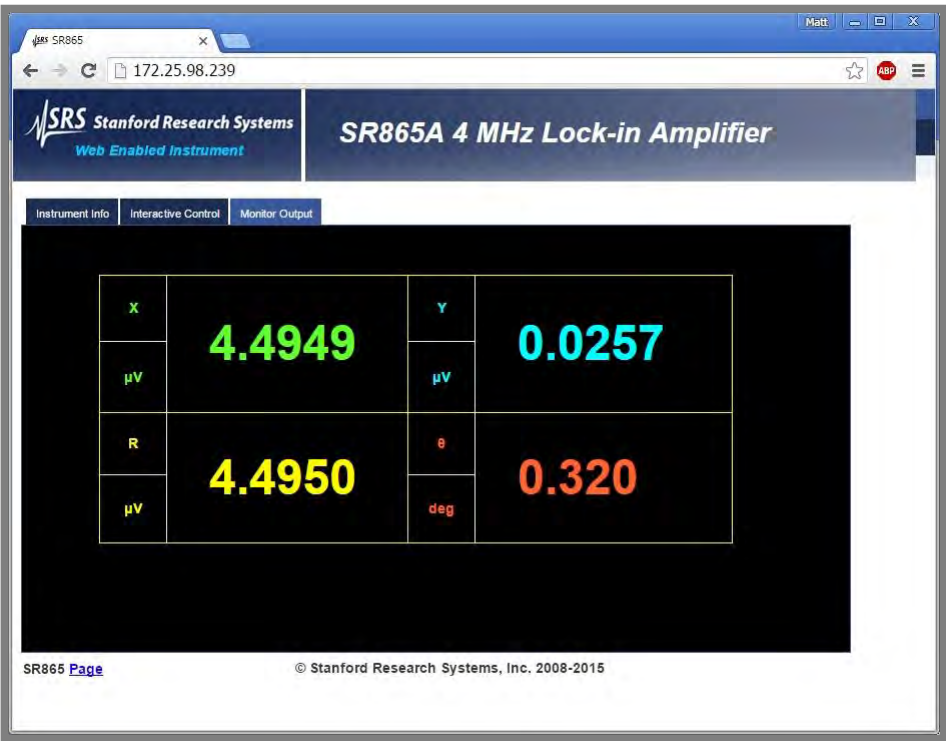 Matt
SRS SR865
172.25.98.239
ABP
SRS Stanford Research Systems
Web Enabled Instrument
SR865A 4 MHz Lock-in Amplifier
Instrument Info Interactive Control Monitor Output
X 4.4949 Y 0.0257
µV µV
R 4.4950 θ 0.320
µV deg
SR865 Page © Stanford Research Systems, Inc. 2008-2015